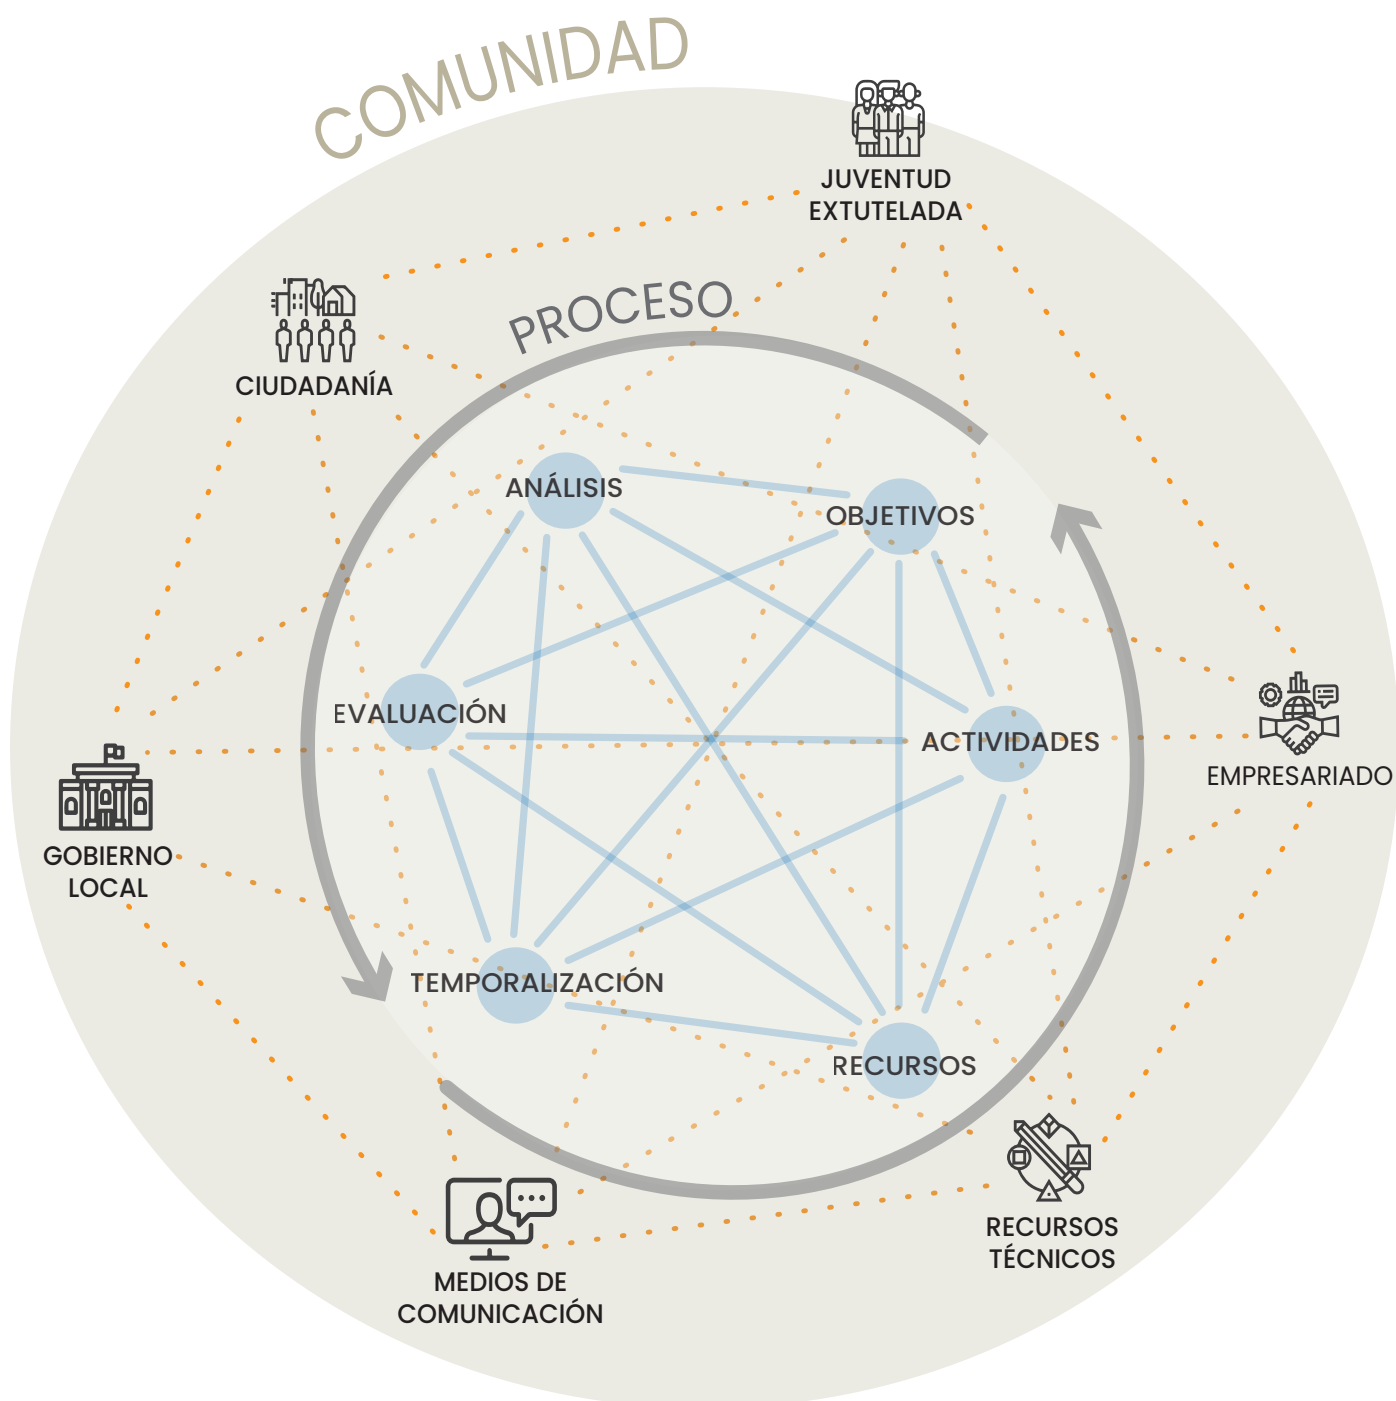 COMUNIDAD
JUVENTUD
EXTUTELADA
PROCESO
CIUDADANÍA
ANÁLISIS
OBJETIVOS
EVALUACIÓN
ACTIVIDADES
EMPRESARIADO
GOBIERNO
LOCAL
TEMPORALIZACIÓN
RECURSOS
RECURSOS
TÉCNICOS
MEDIOS DE
COMUNICACIÓN